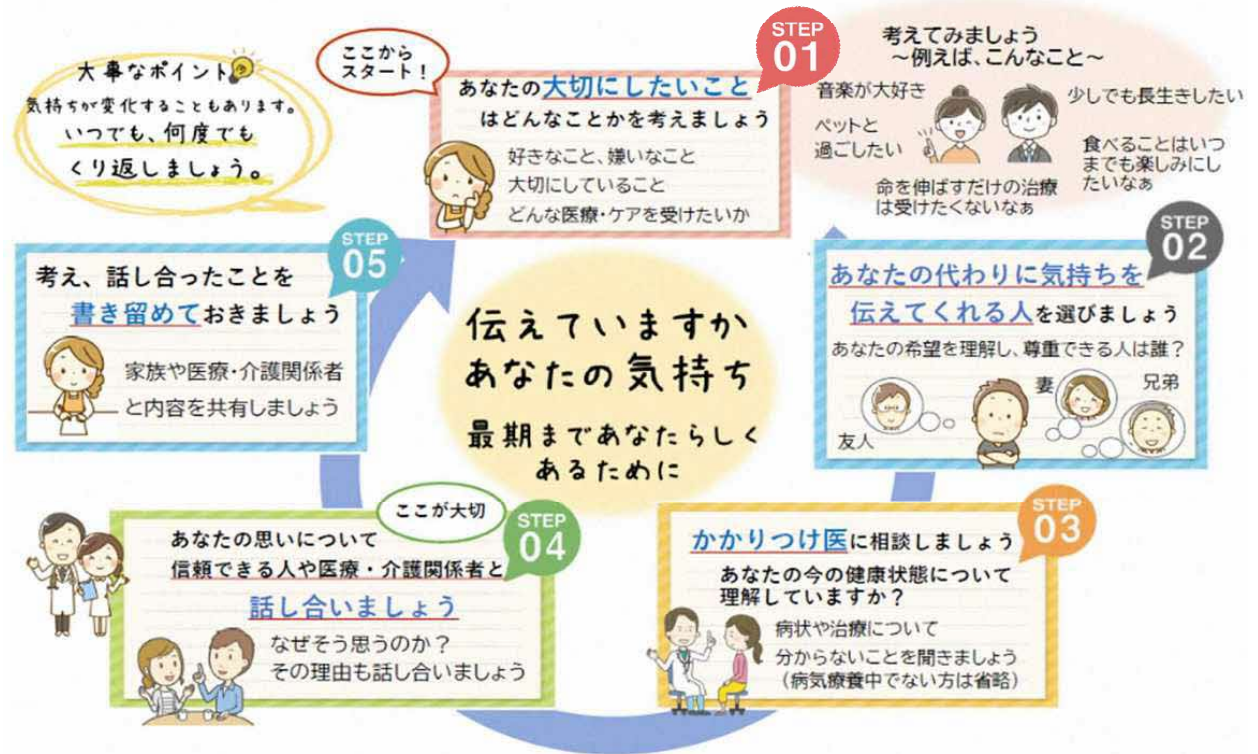 大事なポイント
気持ちが変化することもあります。
いつでも、何度でも
くり返しましょう。
ここから
スタート！
STEP
01
あなたの大切にしたいこと
はどんなことかを考えましょう
好きなこと、嫌いなこと
大切にしていること
どんな医療・ケアを受けたいか
考えてみましょう
～例えば、こんなこと～
音楽が大好き
ペットと
過ごしたい
少しでも長生きしたい
食べることはいつ
までも楽しみにし
たいなぁ
命を伸ばすだけの治療
は受けたくないなぁ
STEP
02
あなたの代わりに気持ちを
伝えてくれる人を選びましょう
あなたの希望を理解し、尊重できる人は誰？
友人
妻
兄弟
伝えていますか
あなたの気持ち
最期まであなたらしく
あるために
STEP
03
かかりつけ医に相談しましょう
あなたの今の健康状態について
理解していますか？
病状や治療について
分からないことを聞きましょう
（病気療養中でない方は省略）
ここが大切
STEP
04
あなたの思いについて
信頼できる人や医療・介護関係者と
話し合いましょう
なぜそう思うのか？
その理由も話し合いましょう
STEP
05
考え、話し合ったことを
書き留めておきましょう
家族や医療・介護関係者
と内容を共有しましょう